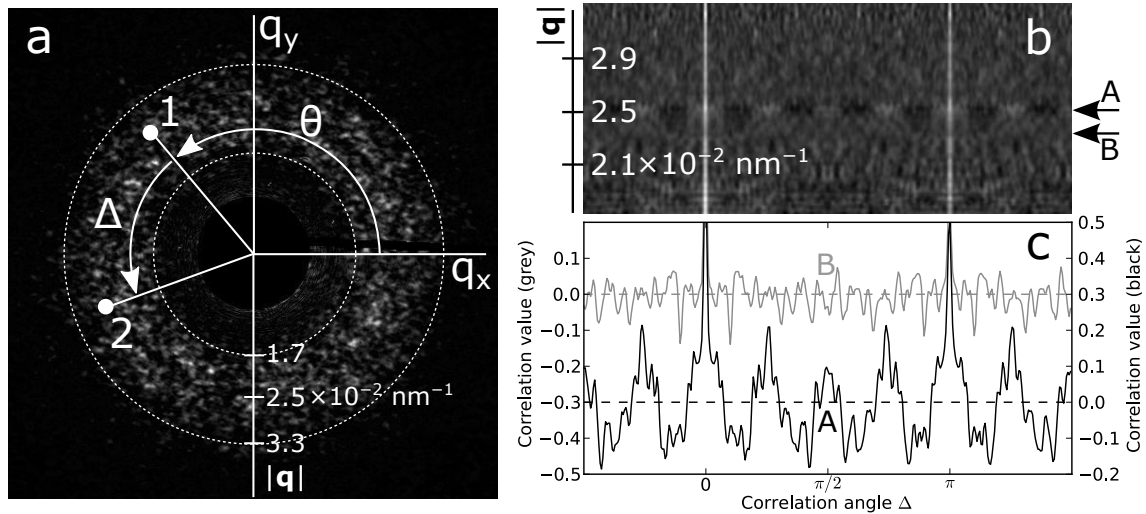 a
q_y
1
θ
Δ
q_x
2
1.7
2.5 ×10⁻² nm⁻¹
3.3
|q|
|q|
b
2.9
2.5
2.1×10⁻² nm⁻¹
A
B
c
Correlation value (grey)
0.1
0.0
−0.1
−0.2
−0.3
−0.4
−0.5
B
A
0.5
0.4
0.3
0.2
0.1
0.0
−0.1
−0.2
Correlation value (black)
0
π/2
π
Correlation angle Δ